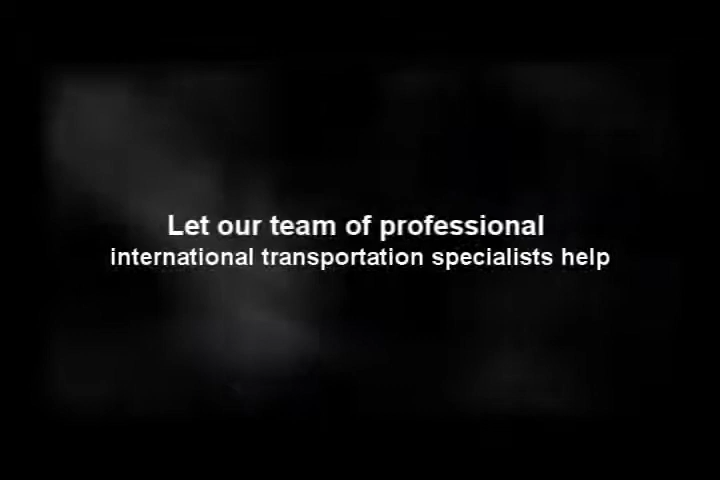 Let our team of professional
international transportation specialists help